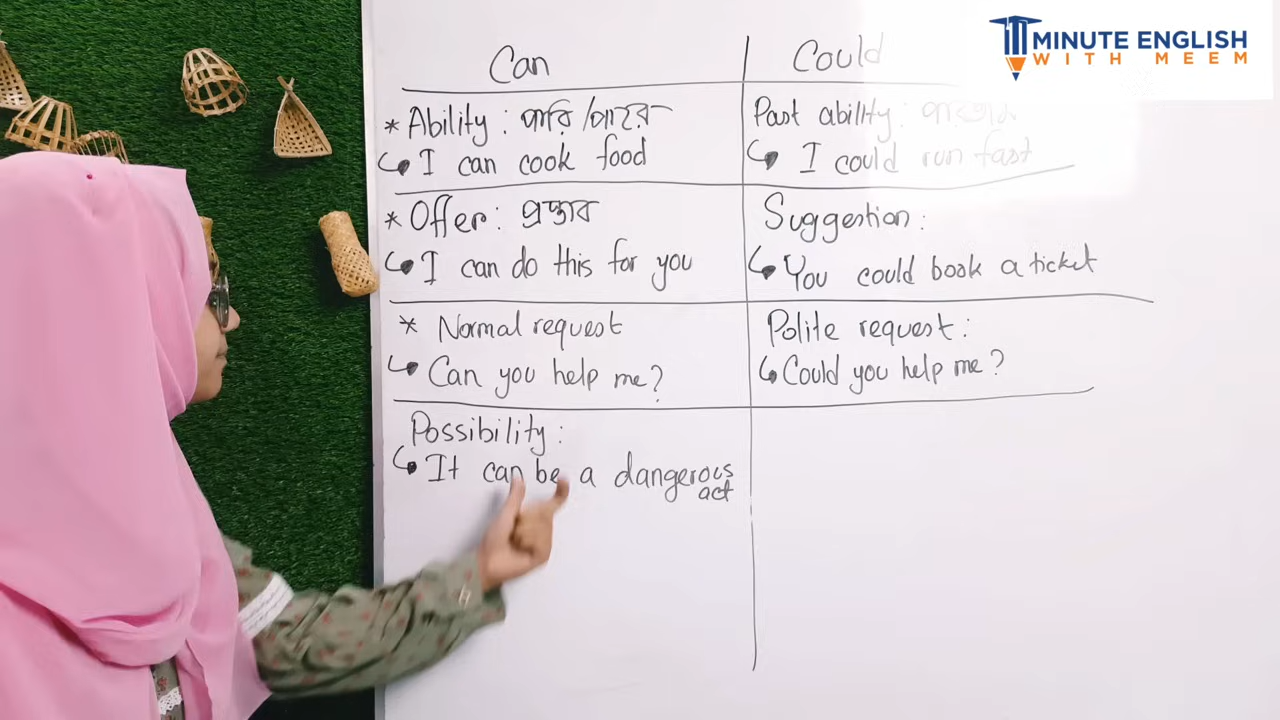 MINUTE ENGLISH
WITH MEEM
Can
Could
* Ability : পারি /পারে
I can cook food
Past ability :
I could run fast
* Offer : প্রস্তাব
I can do this for you
Suggestion :
You could book a ticket
* Normal request
Can you help me?
Polite request :
Could you help me?
Possibility :
It can be a dangerous
act